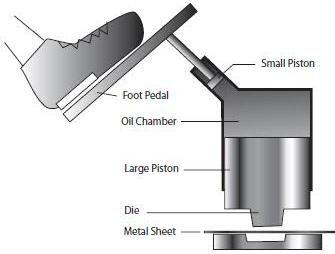 Small Piston
Foot Pedal
Oil Chamber
Large Piston
Die
Metal Sheet